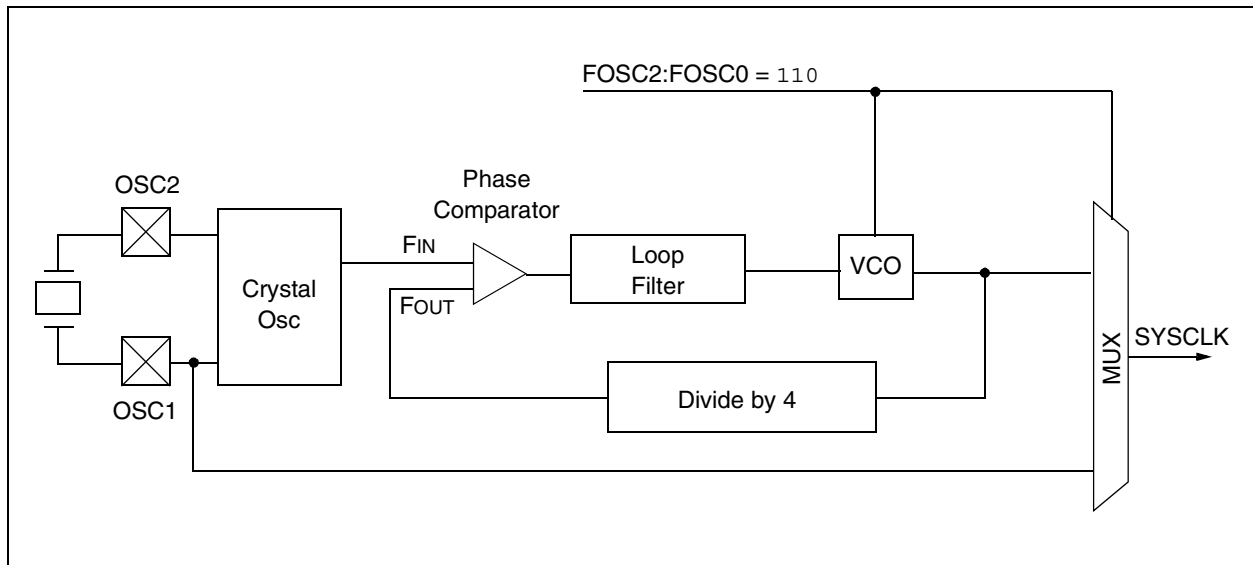 FOSC2:FOSC0 = 110
Phase
Comparator
OSC2
Crystal
Osc
FIN
FOUT
Loop
Filter
VCO
Divide by 4
OSC1
MUX
SYSCLK